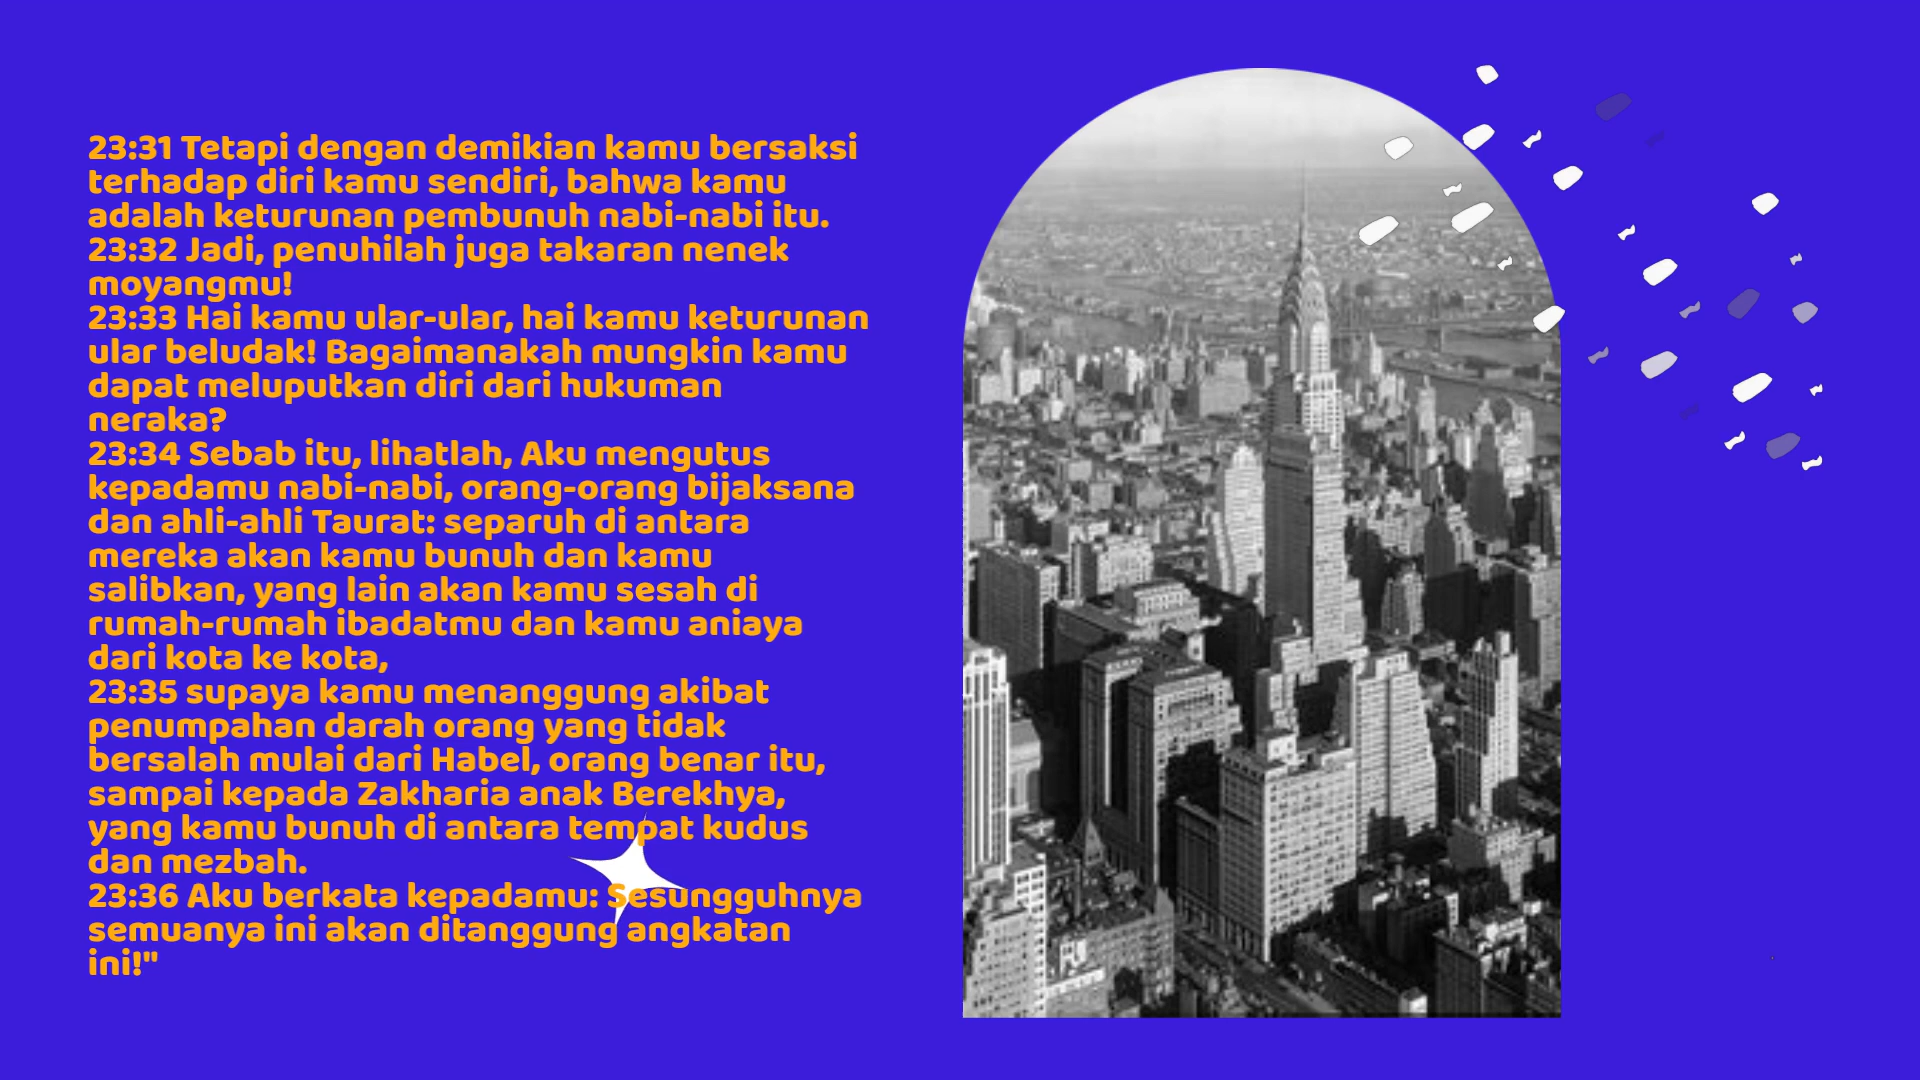 23:31 Tetapi dengan demikian kamu bersaksi
terhadap diri kamu sendiri, bahwa kamu
adalah keturunan pembunuh nabi-nabi itu.
23:32 Jadi, penuhilah juga takaran nenek
moyangmu!
23:33 Hai kamu ular-ular, hai kamu keturunan
ular beludak! Bagaimanakah mungkin kamu
dapat meluputkan diri dari hukuman
neraka?
23:34 Sebab itu, lihatlah, Aku mengutus
kepadamu nabi-nabi, orang-orang bijaksana
dan ahli-ahli Taurat: separuh di antara
mereka akan kamu bunuh dan kamu
salibkan, yang lain akan kamu sesah di
rumah-rumah ibadatmu dan kamu aniaya
dari kota ke kota,
23:35 supaya kamu menanggung akibat
penumpahan darah orang yang tidak
bersalah mulai dari Habel, orang benar itu,
sampai kepada Zakharia anak Berekhya,
yang kamu bunuh di antara tempat kudus
dan mezbah.
23:36 Aku berkata kepadamu: Sesungguhnya
semuanya ini akan ditanggung angkatan
ini!"